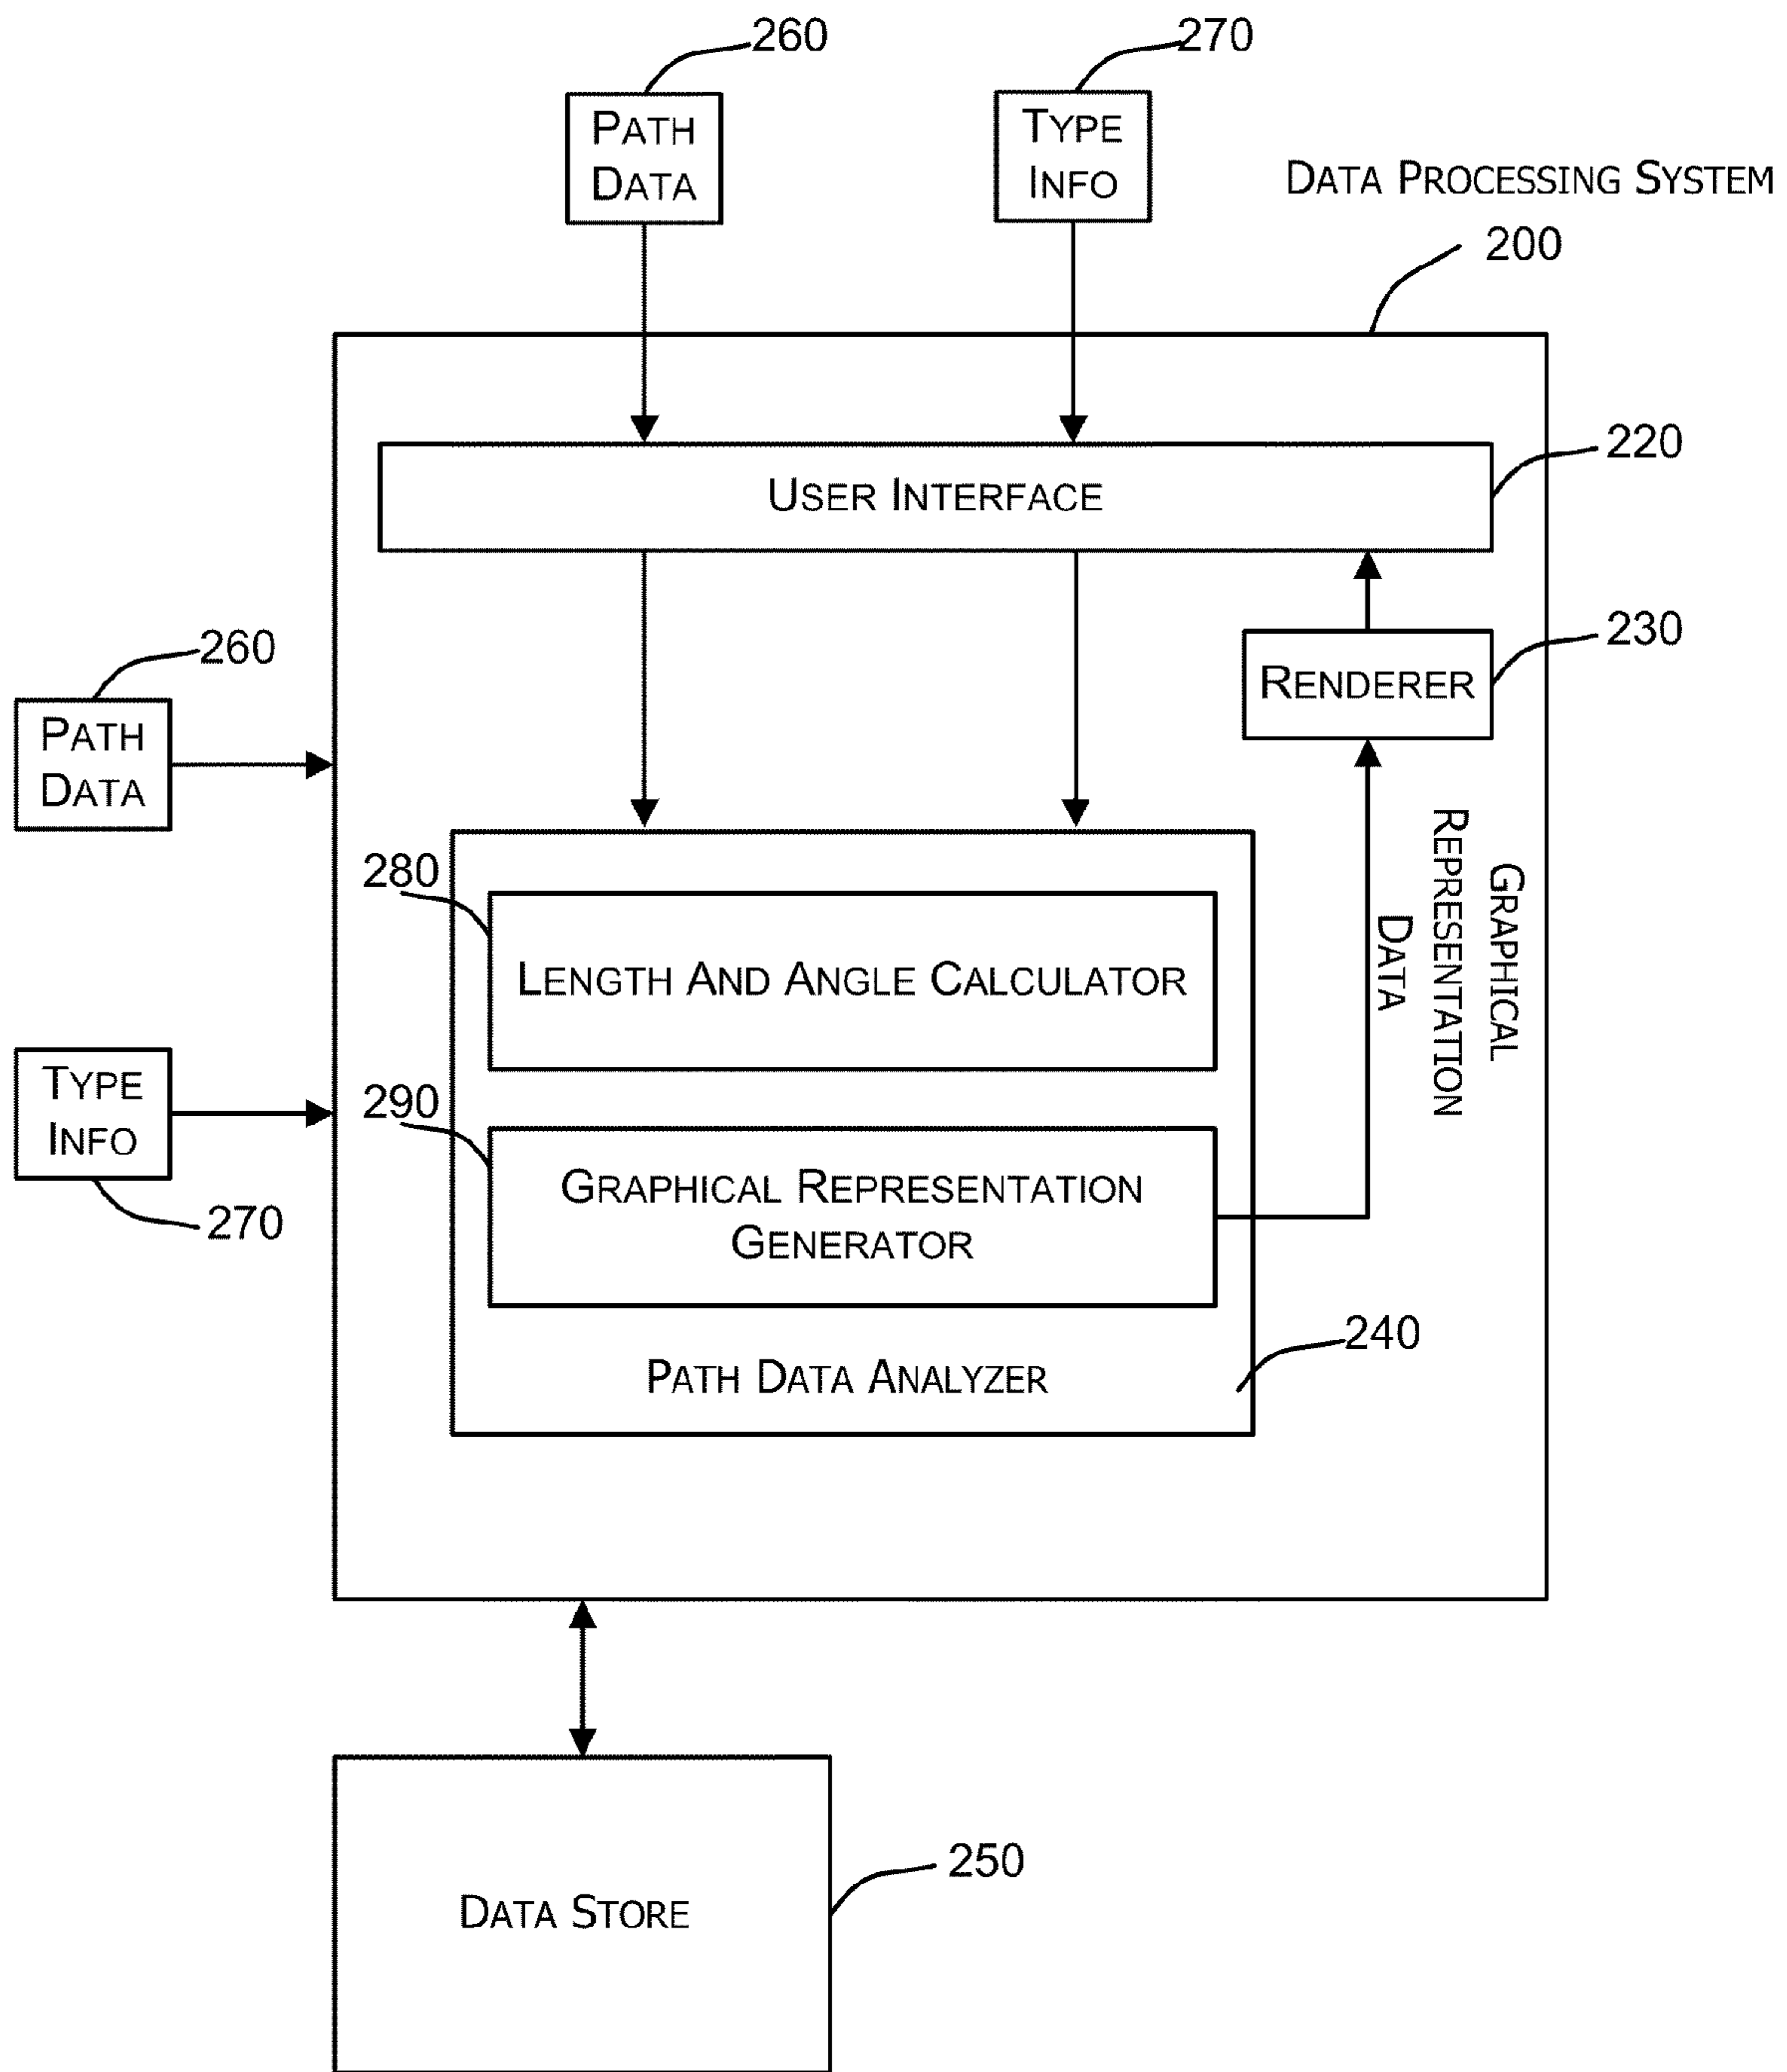 260
270
PATH
DATA
TYPE
INFO
DATA PROCESSING SYSTEM
200
220
USER INTERFACE
230
RENDERER
260
PATH
DATA
GRAPHICAL
REPRESENTATION
DATA
280
LENGTH AND ANGLE CALCULATOR
TYPE
INFO
270
290
GRAPHICAL REPRESENTATION
GENERATOR
240
PATH DATA ANALYZER
250
DATA STORE